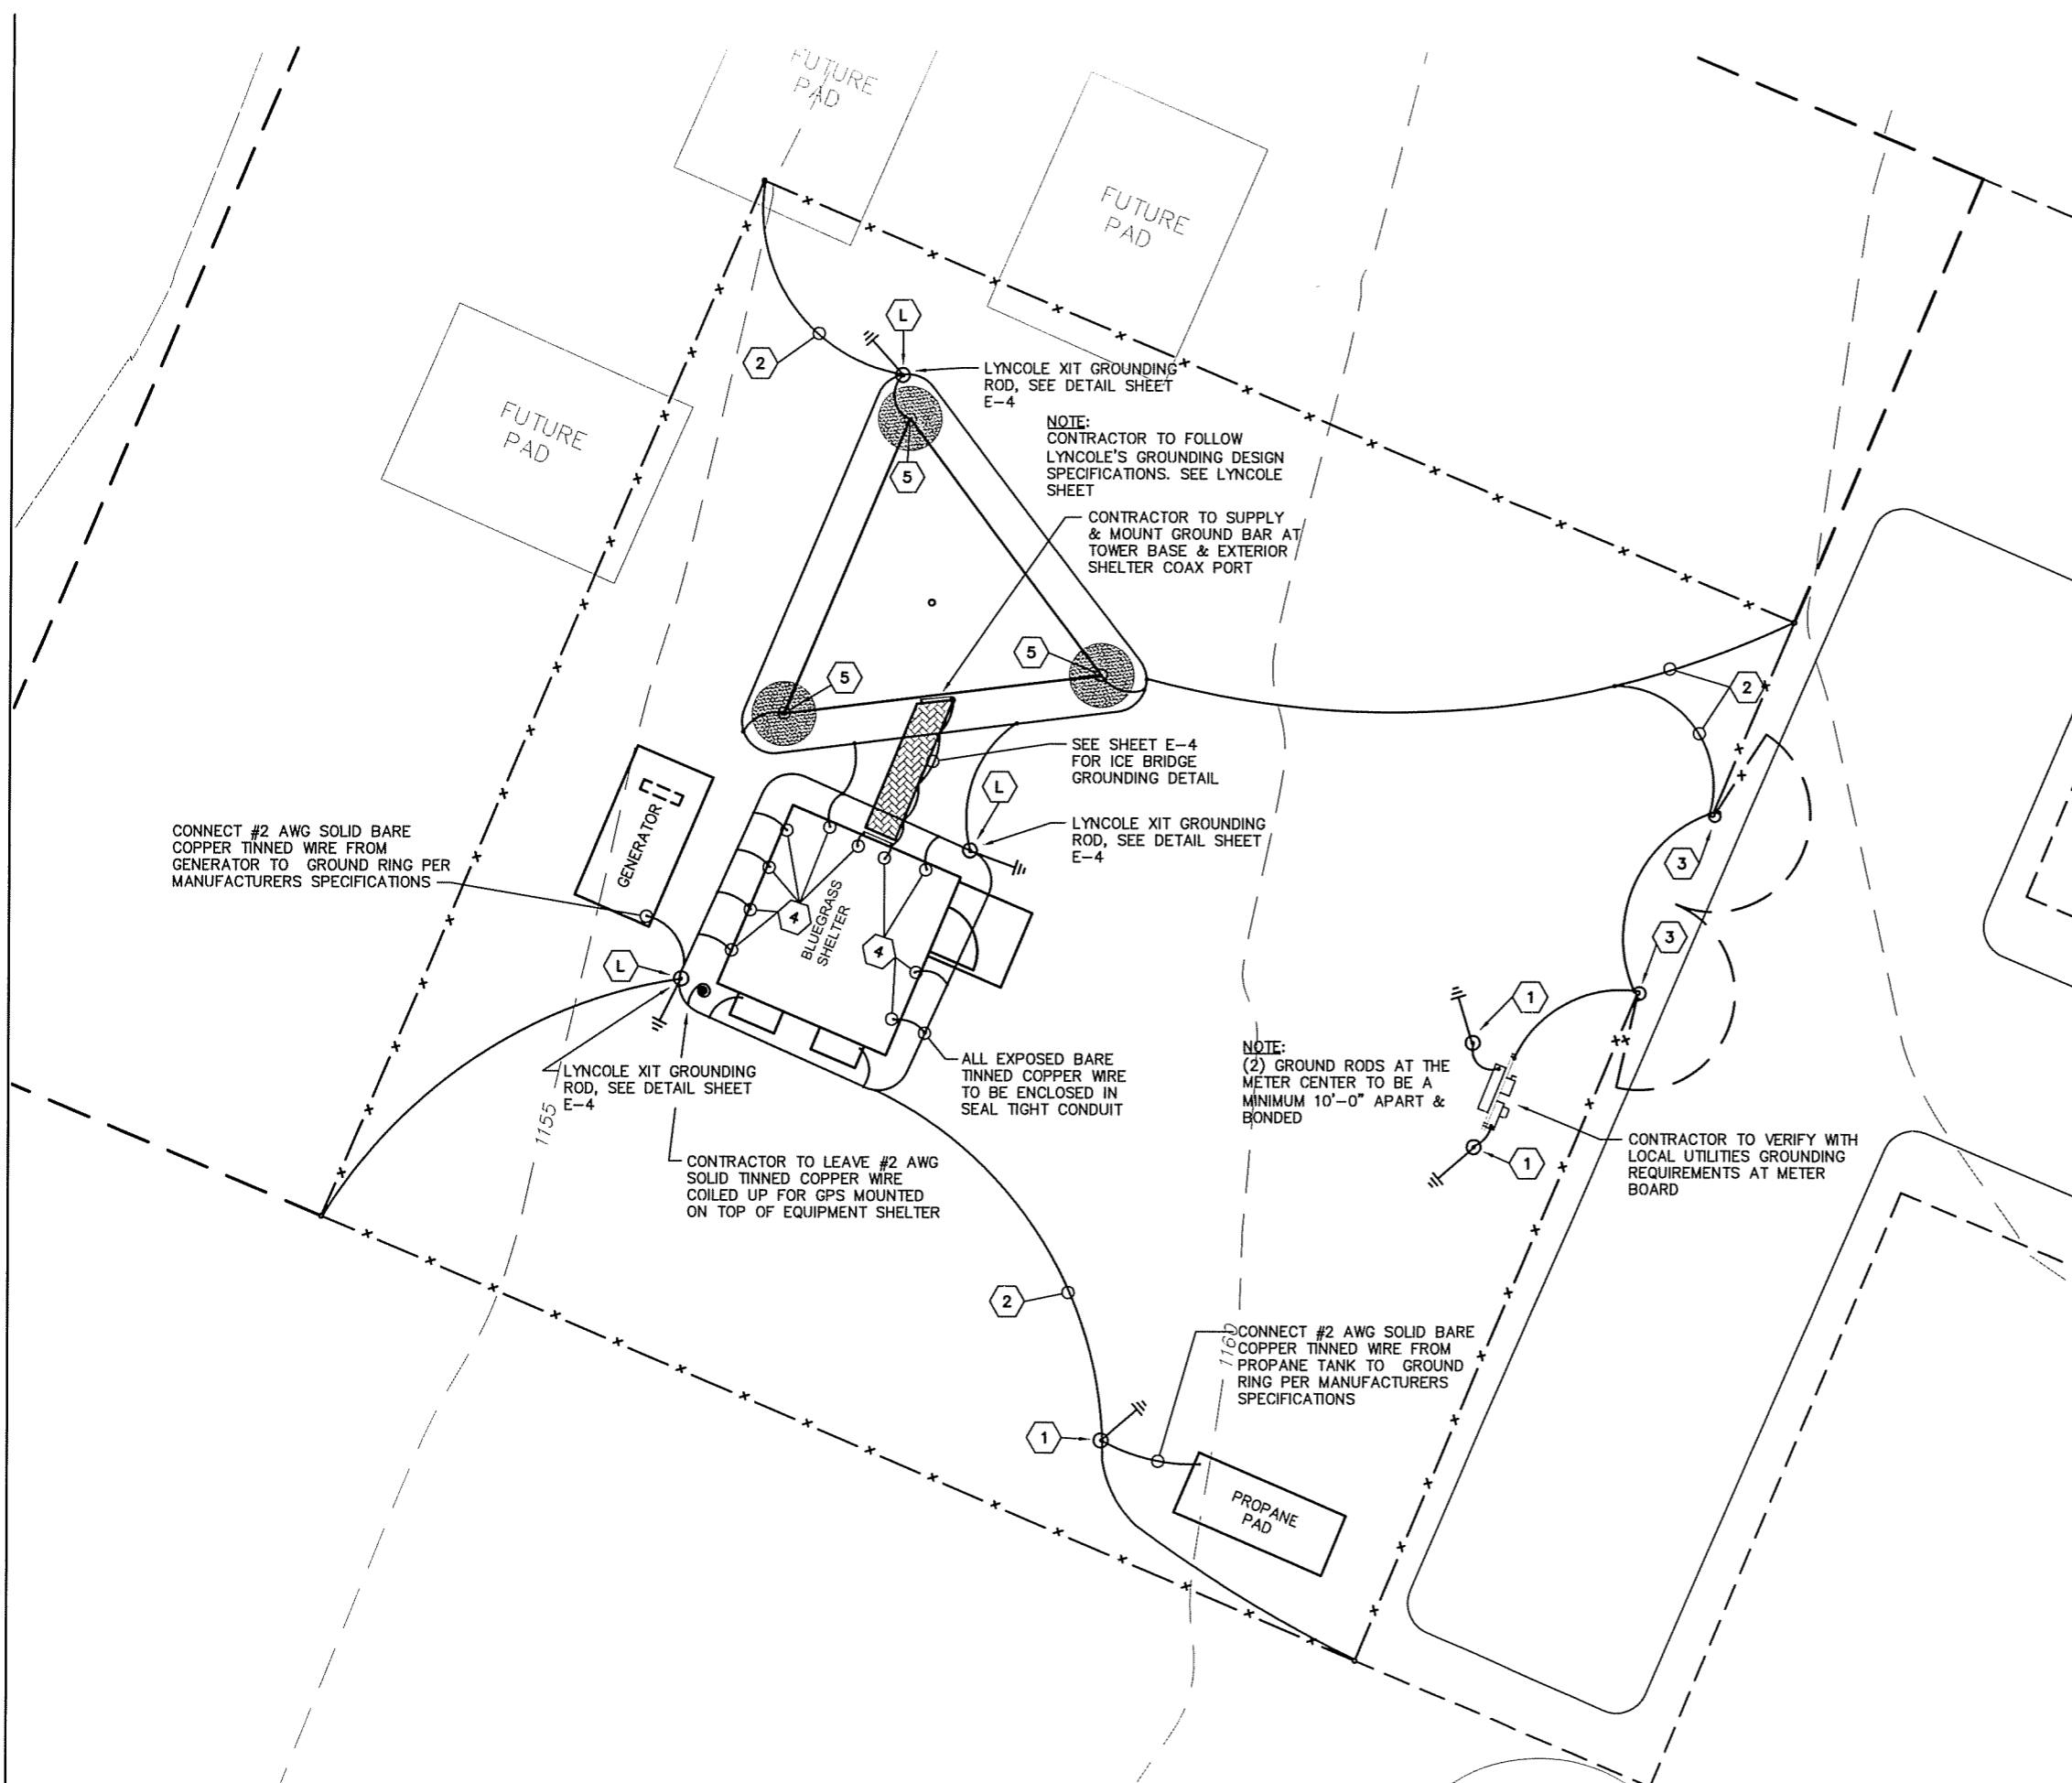 FUTURE
PAD
FUTURE
PAD
L
2
LYNCOLE XIT GROUNDING
ROD, SEE DETAIL SHEET
E-4
NOTE:
CONTRACTOR TO FOLLOW
LYNCOLE'S GROUNDING DESIGN
SPECIFICATIONS. SEE LYNCOLE
SHEET
FUTURE
PAD
5
CONTRACTOR TO SUPPLY
& MOUNT GROUND BAR AT
TOWER BASE & EXTERIOR
SHELTER COAX PORT
5
5
2
SEE SHEET E-4
FOR ICE BRIDGE
GROUNDING DETAIL
L
LYNCOLE XIT GROUNDING
ROD, SEE DETAIL SHEET
E-4
CONNECT #2 AWG SOLID BARE
COPPER TINNED WIRE FROM
GENERATOR TO GROUND RING PER
MANUFACTURERS SPECIFICATIONS
GENERATOR
3
4
BLUEGRASS
SHELTER
4
3
L
1
LYNCOLE XIT GROUNDING
ROD, SEE DETAIL SHEET
E-4
1155
ALL EXPOSED BARE
TINNED COPPER WIRE
TO BE ENCLOSED IN
SEAL TIGHT CONDUIT
NOTE:
(2) GROUND RODS AT THE
METER CENTER TO BE A
MINIMUM 10'-0" APART &
BONDED
1
CONTRACTOR TO VERIFY WITH
LOCAL UTILITIES GROUNDING
REQUIREMENTS AT METER
BOARD
CONTRACTOR TO LEAVE #2 AWG
SOLID TINNED COPPER WIRE
COILED UP FOR GPS MOUNTED
ON TOP OF EQUIPMENT SHELTER
2
1160
CONNECT #2 AWG SOLID BARE
COPPER TINNED WIRE FROM
PROPANE TANK TO GROUND
RING PER MANUFACTURERS
SPECIFICATIONS
1
PROPANE
PAD